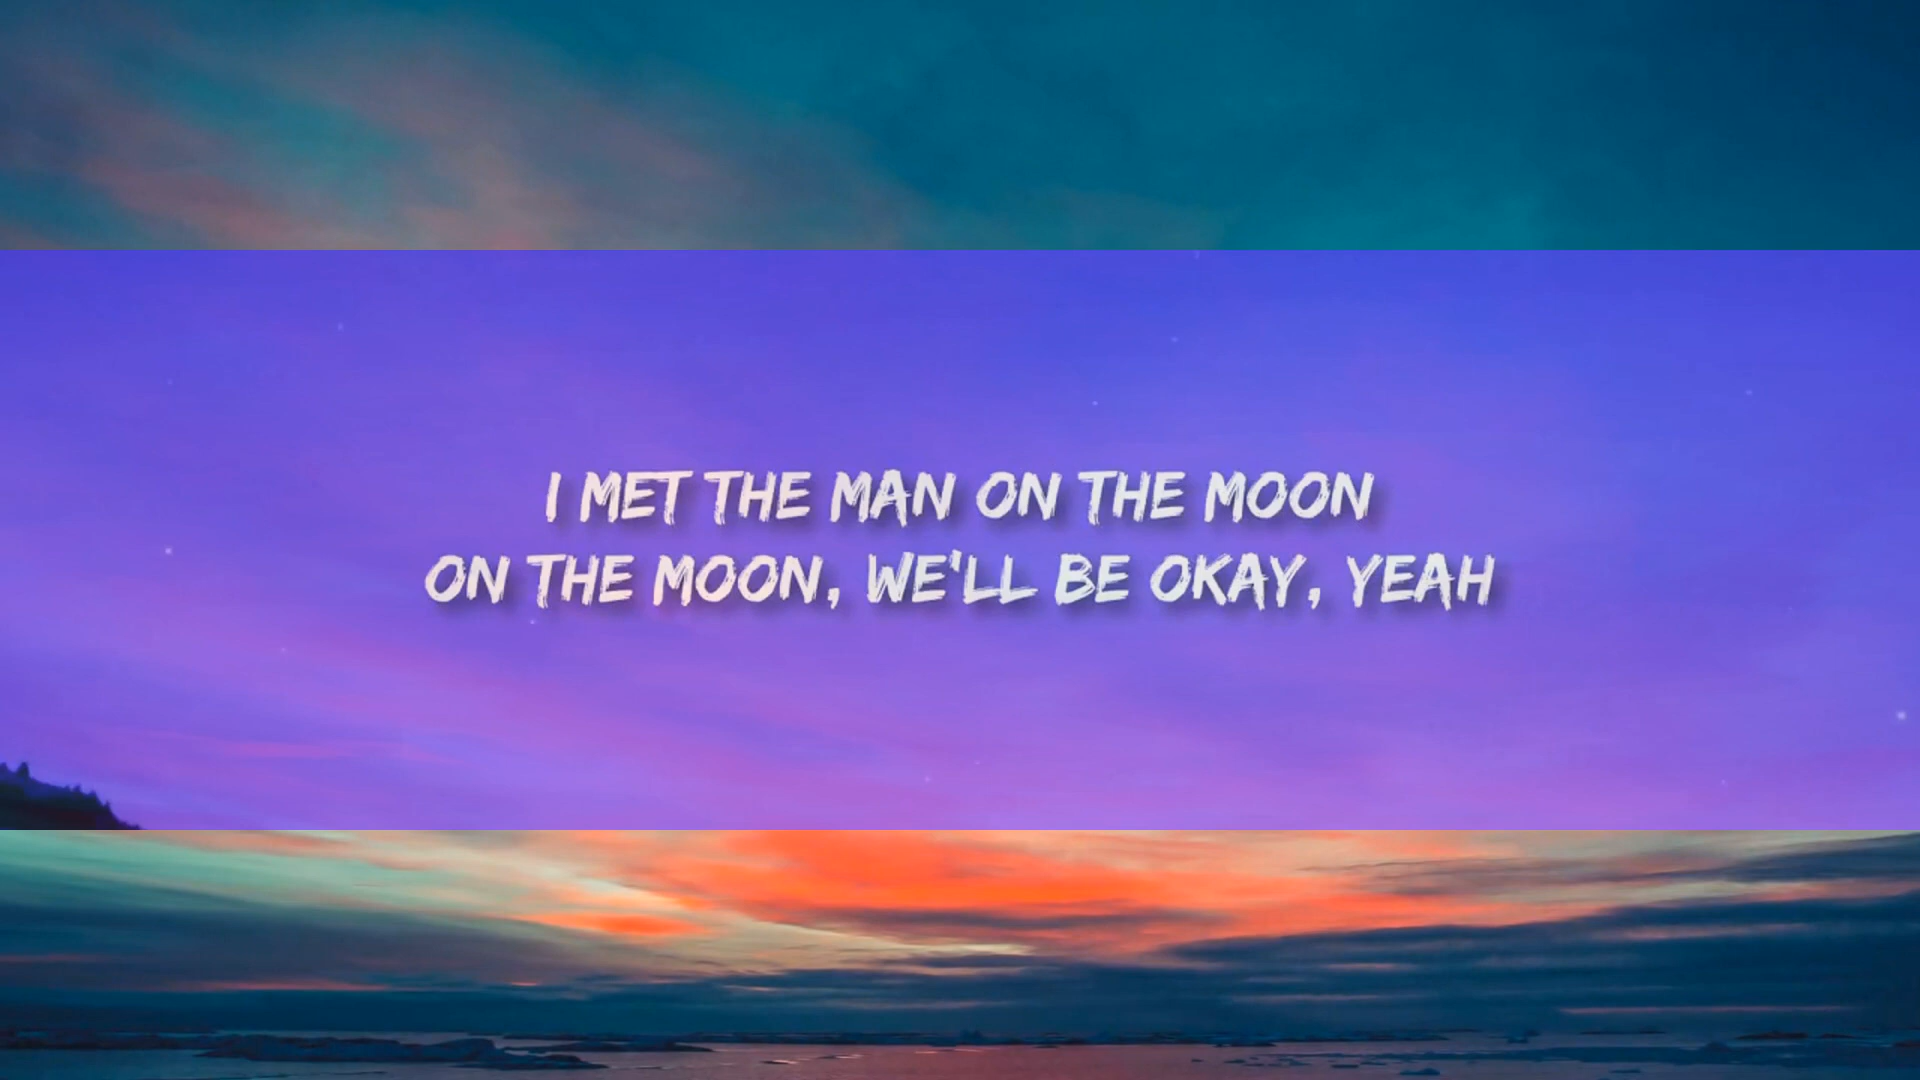 I MET THE MAN ON THE MOON
ON THE MOON, WE'LL BE OKAY, YEAH